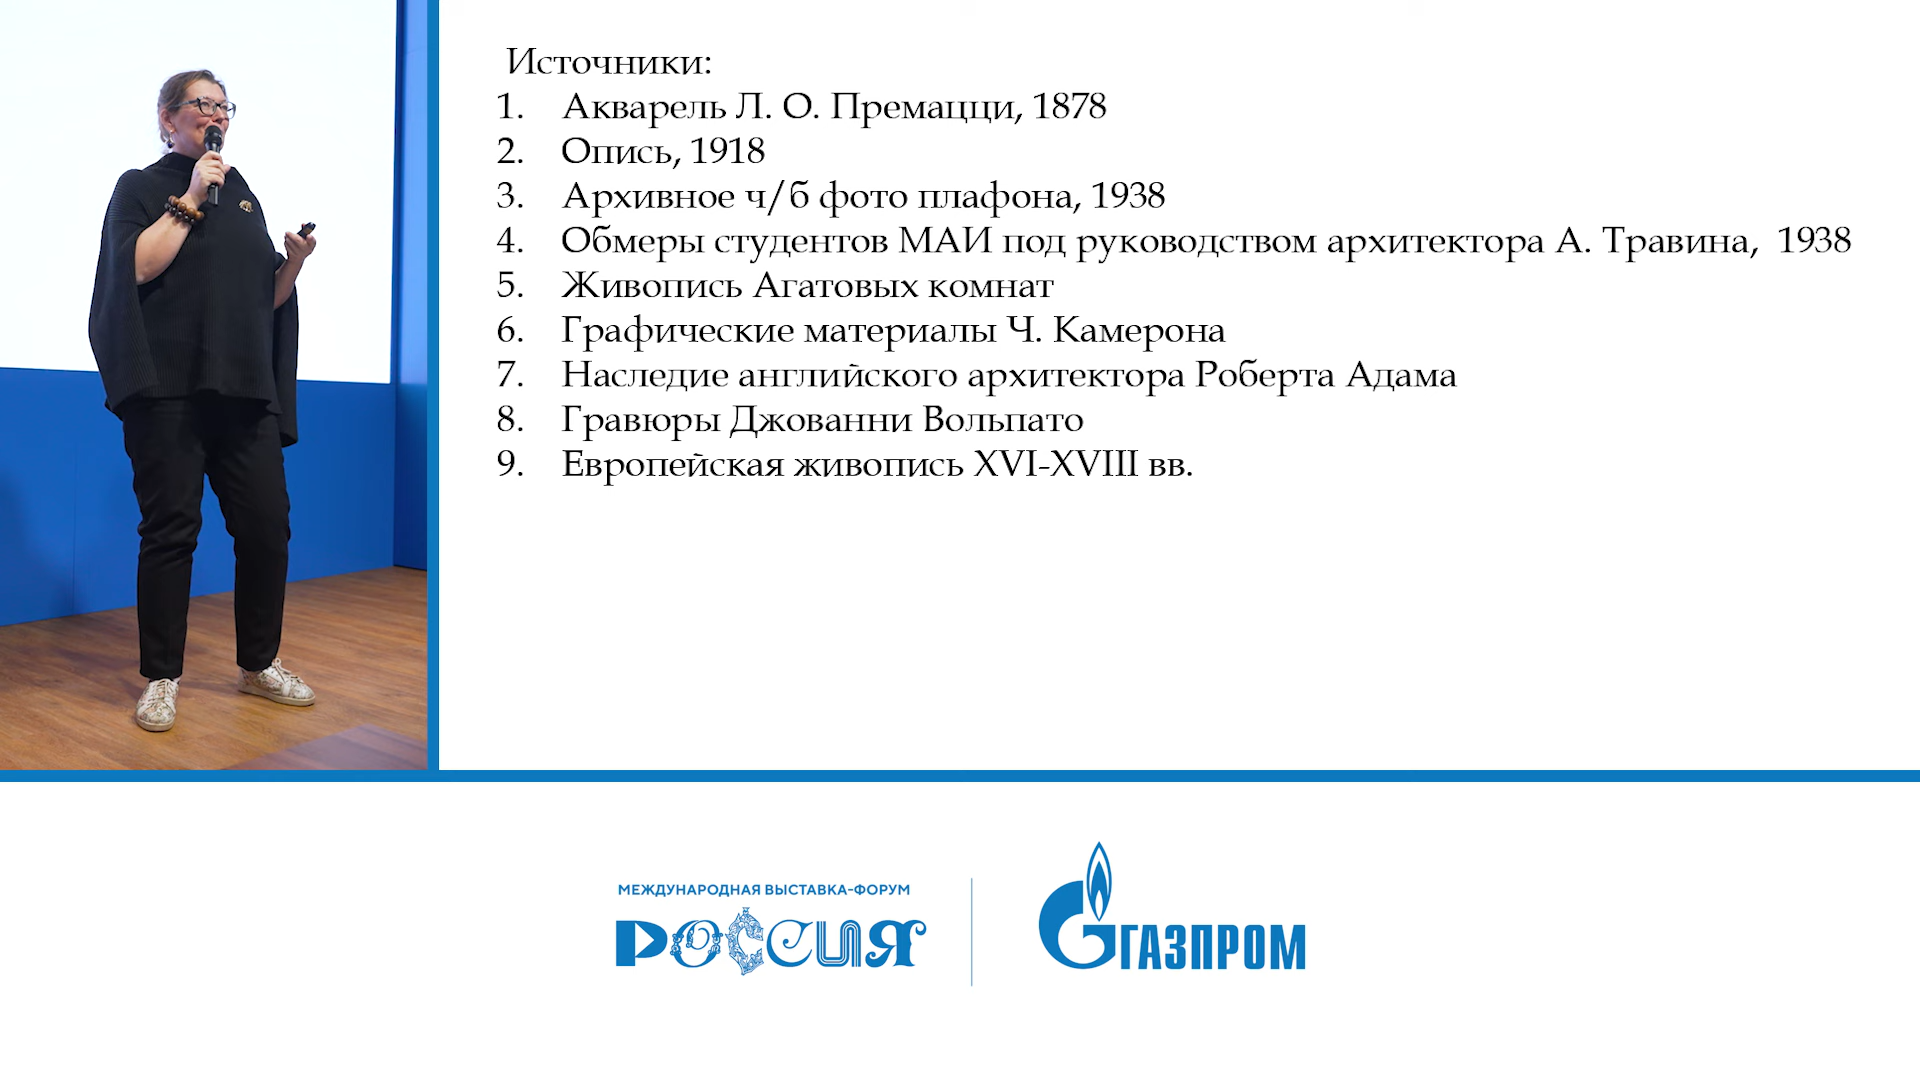 Источники:
1. Акварель Л. О. Премацци, 1878
2. Опись, 1918
3. Архивное ч/б фото плафона, 1938
4. Обмеры студентов МАИ под руководством архитектора А. Травина, 1938
5. Живопись Агатовых комнат
6. Графические материалы Ч. Камерона
7. Наследие английского архитектора Роберта Адама
8. Гравюры Джованни Вольпато
9. Европейская живопись XVI-XVIII вв.
МЕЖДУНАРОДНАЯ ВЫСТАВКА-ФОРУМ
РОССИЯ
ГАЗПРОМ